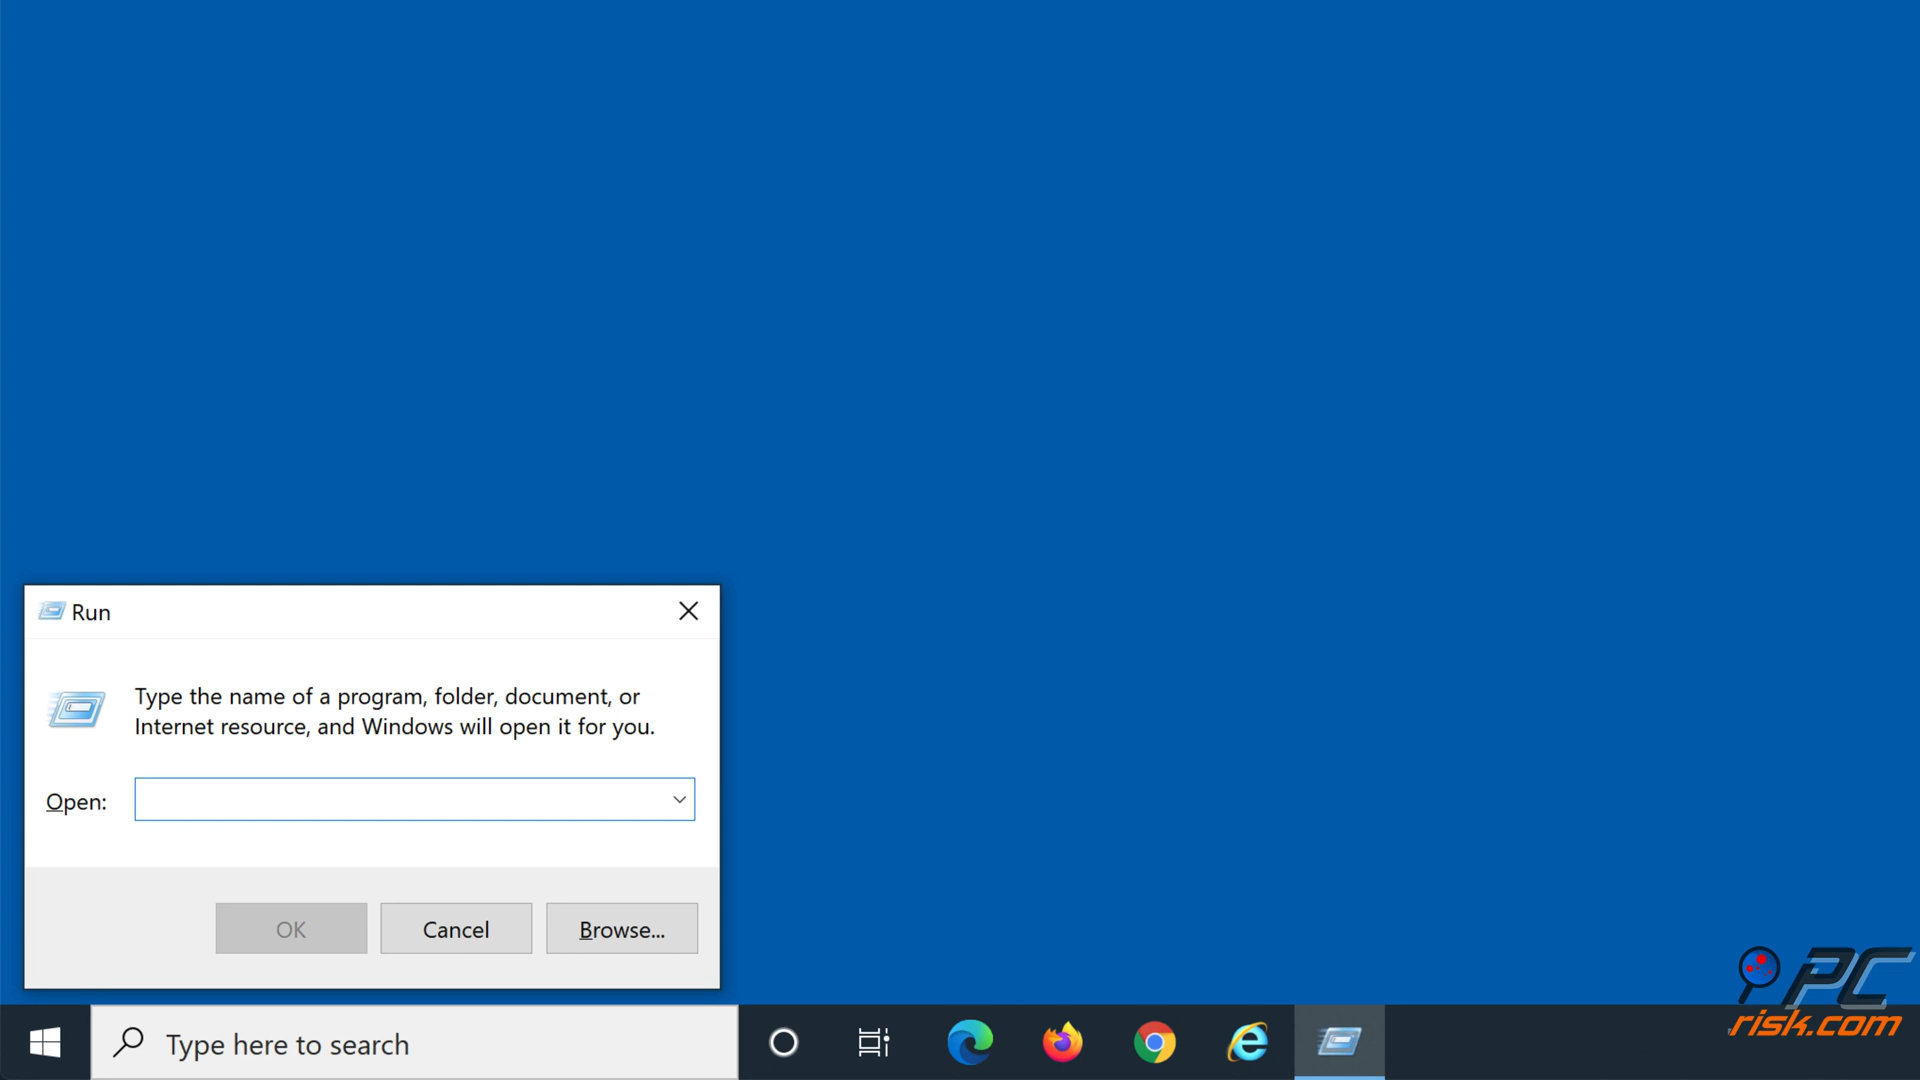 Run
Type the name of a program, folder, document, or
Internet resource, and Windows will open it for you.
Open:
OK
Cancel
Browse...
Type here to search
PC
risk.com